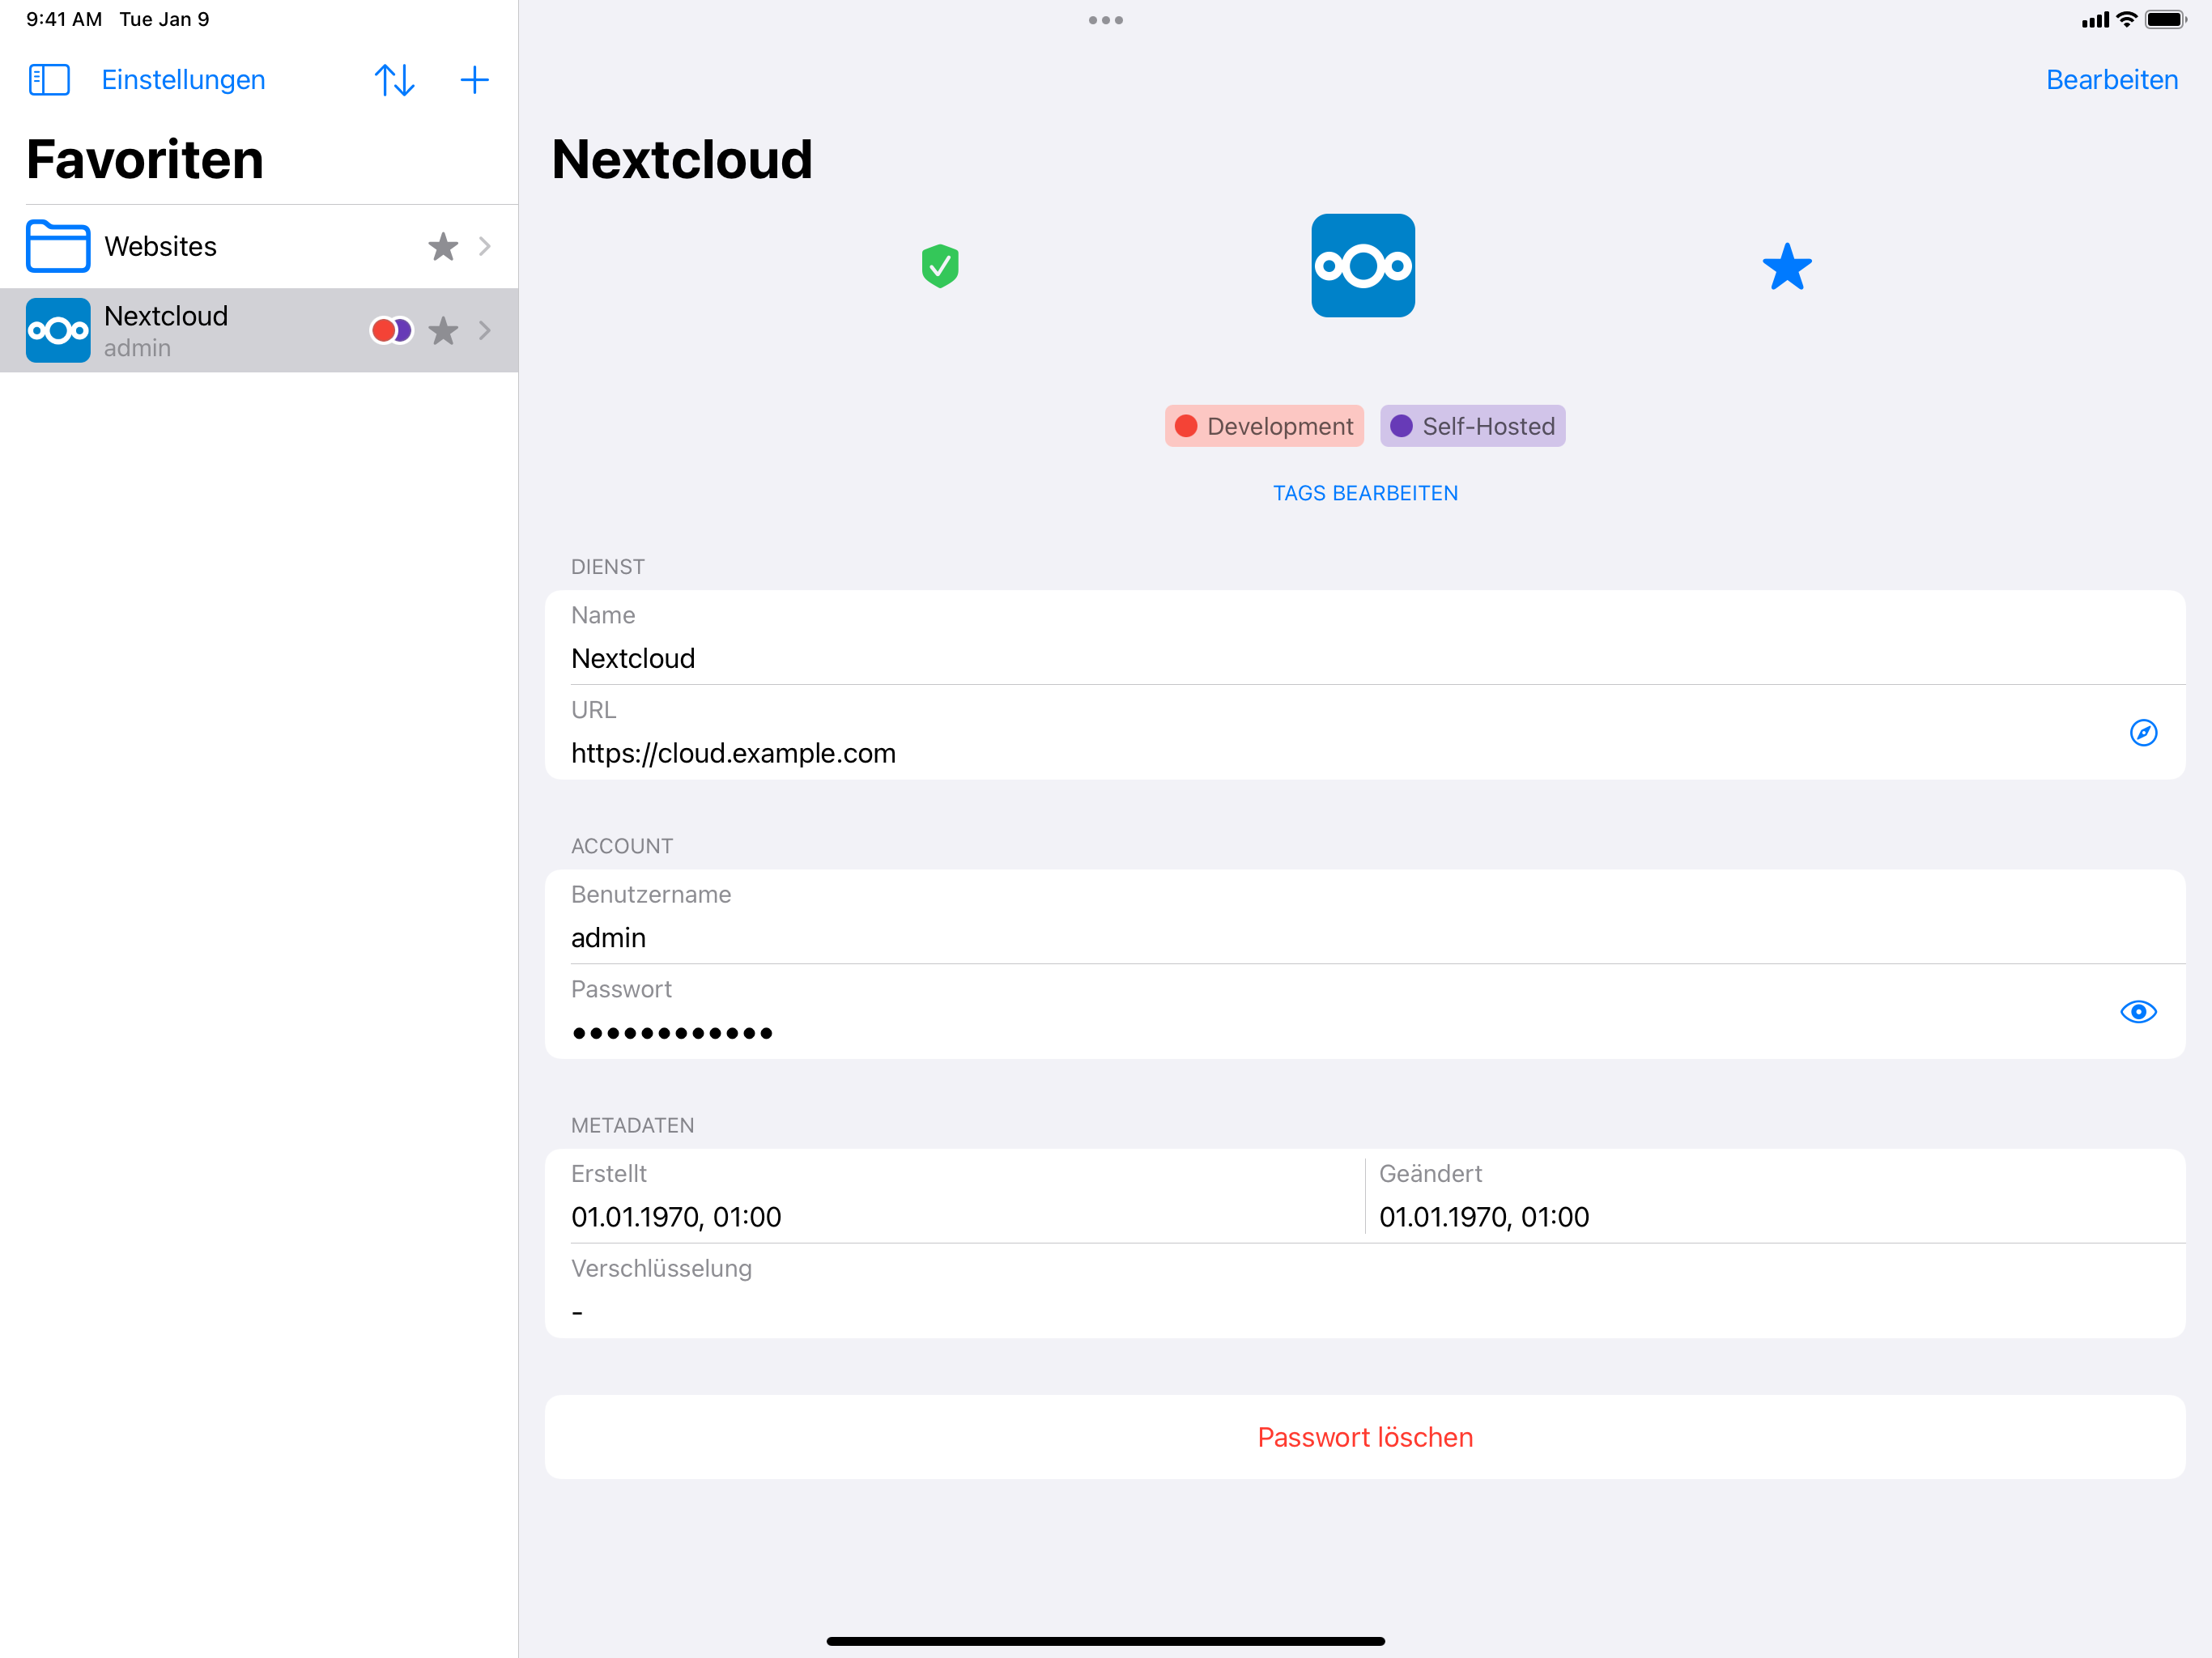 9:41 AM Tue Jan 9
Einstellungen
Favoriten
Websites
Nextcloud
admin
Bearbeiten
Nextcloud
Development
Self-Hosted
TAGS BEARBEITEN
DIENST
Name
Nextcloud
URL
https://cloud.example.com
ACCOUNT
Benutzername
admin
Passwort
••••••••••••
METADATEN
Erstellt
01.01.1970, 01:00
Geändert
01.01.1970, 01:00
Verschlüsselung
-
Passwort löschen